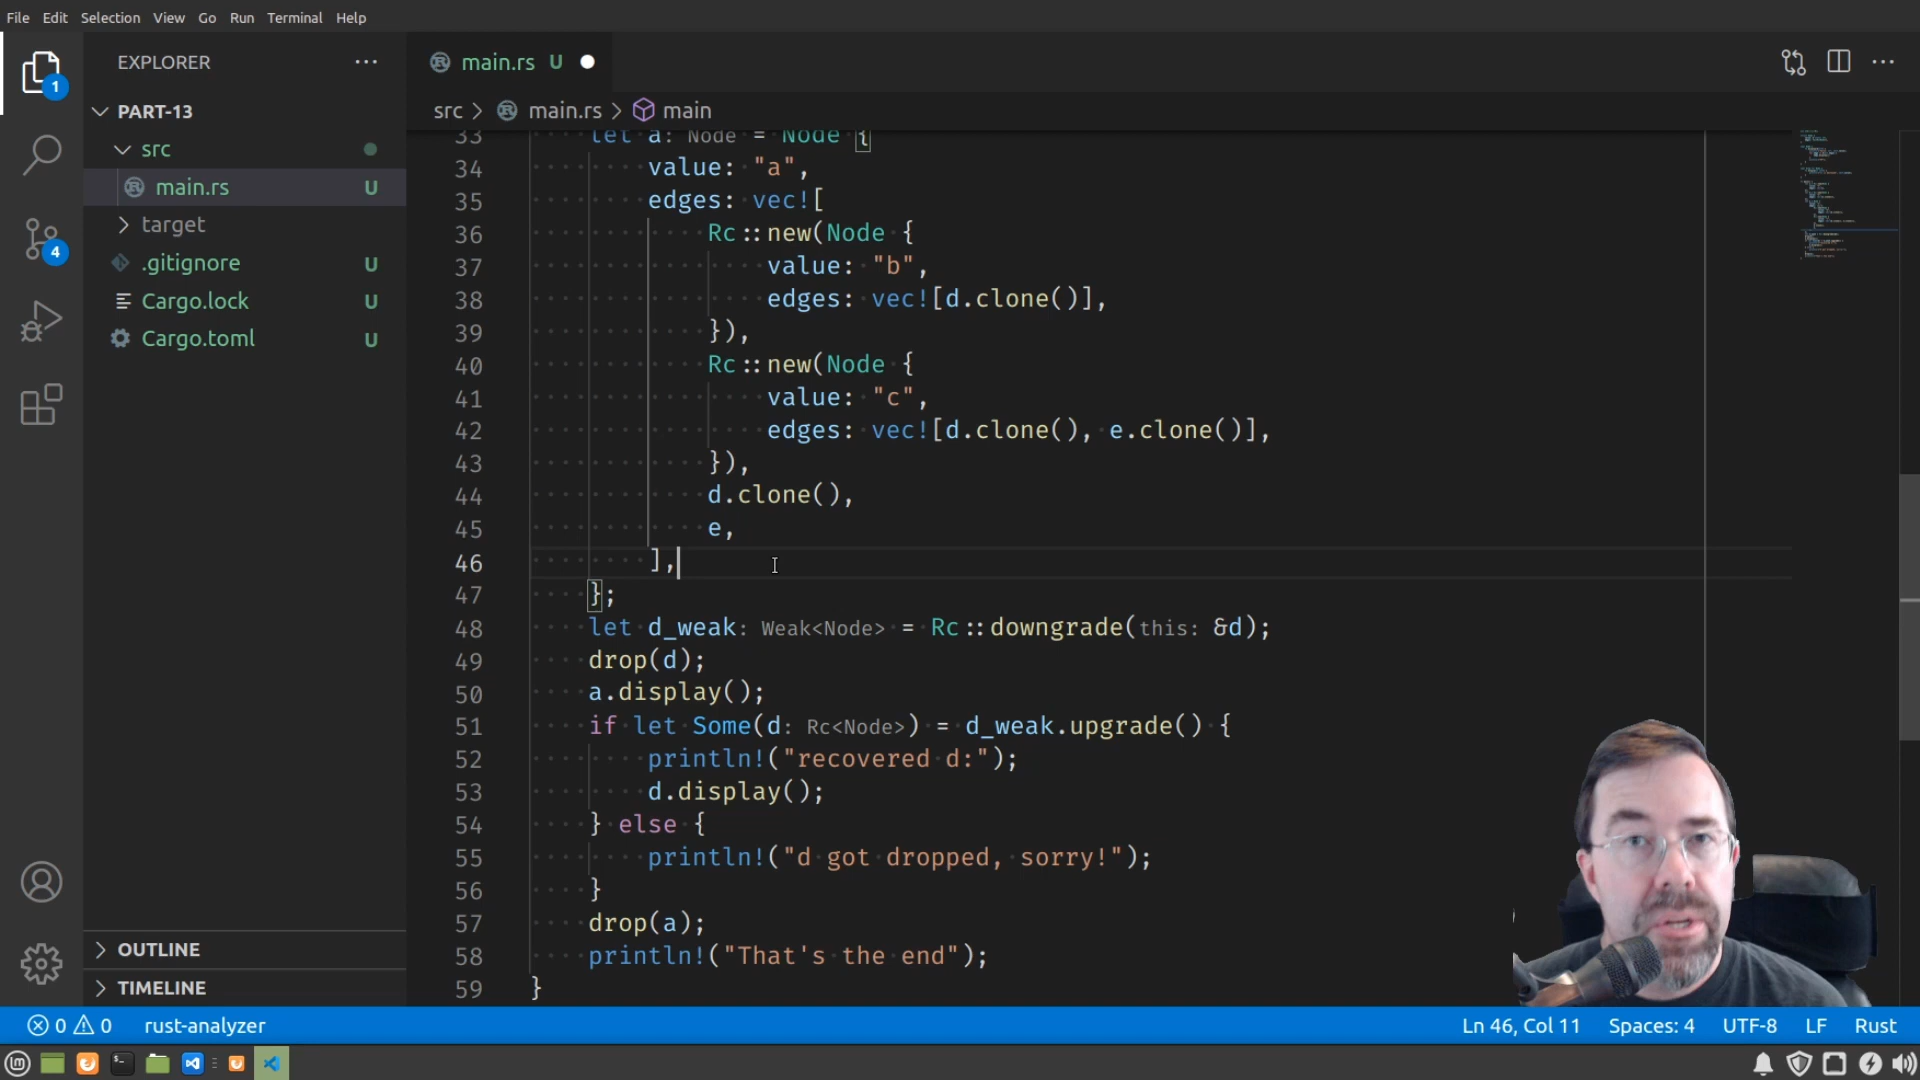 File Edit Selection View Go Run Terminal Help
EXPLORER ···
main.rs U
PART-13
src > main.rs > main
src
main.rs U
target
.gitignore U
Cargo.lock U
Cargo.toml U
33 let a: Node = Node {
34 value: "a",
35 edges: vec![
36 Rc::new(Node {
37 value: "b",
38 edges: vec![d.clone()],
39 }),
40 Rc::new(Node {
41 value: "c",
42 edges: vec![d.clone(), e.clone()],
43 }),
44 d.clone(),
45 e,
46 ],
47 };
48 let d_weak: Weak<Node> = Rc::downgrade(this: &d);
49 drop(d);
50 a.display();
51 if let Some(d: Rc<Node>) = d_weak.upgrade() {
52 println!("recovered d:");
53 d.display();
54 } else {
55 println!("d got dropped, sorry!");
56 }
57 drop(a);
58 println!("That's the end");
59 }
1
4
OUTLINE
TIMELINE
0 0 rust-analyzer Ln 46, Col 11 Spaces: 4 UTF-8 LF Rust